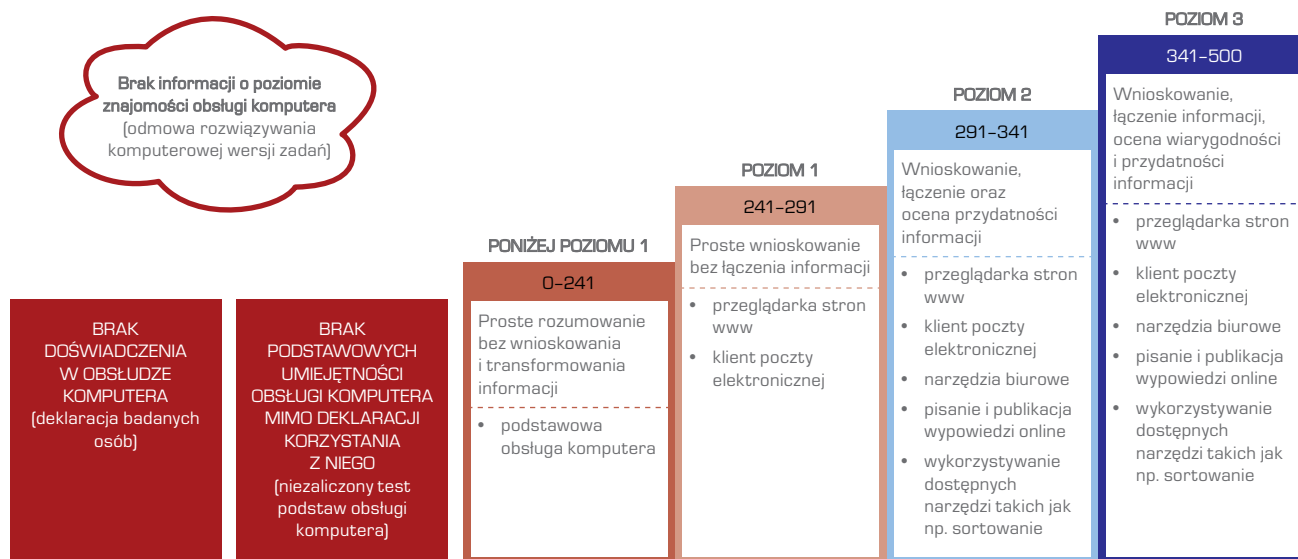 Brak informacji o poziomie
znajomości obsługi komputera
(odmowa rozwiązywania
komputerowej wersji zadań)
BRAK
DOŚWIADCZENIA
W OBSŁUDZE
KOMPUTERA
(deklaracja badanych
osób)
BRAK
PODSTAWOWYCH
UMIEJĘTNOŚCI
OBSŁUGI KOMPUTERA
MIMO DEKLARACJI
KORZYSTANIA
Z NIEGO
(niezaliczony test
podstaw obsługi
komputera)
PONIŻEJ POZIOMU 1
0–241
Proste rozumowanie
bez wnioskowania
i transformowania
informacji
• podstawowa
obsługa komputera
POZIOM 1
241–291
Proste wnioskowanie
bez łączenia informacji
• przeglądarka stron
www
• klient poczty
elektronicznej
POZIOM 2
291–341
Wnioskowanie,
łączenie oraz
ocena przydatności
informacji
• przeglądarka stron
www
• klient poczty
elektronicznej
• narzędzia biurowe
• pisanie i publikacja
wypowiedzi online
• wykorzystywanie
dostępnych
narzędzi takich jak
np. sortowanie
POZIOM 3
341–500
Wnioskowanie,
łączenie informacji,
ocena wiarygodności
i przydatności
informacji
• przeglądarka stron
www
• klient poczty
elektronicznej
• narzędzia biurowe
• pisanie i publikacja
wypowiedzi online
• wykorzystywanie
dostępnych
narzędzi takich jak
np. sortowanie